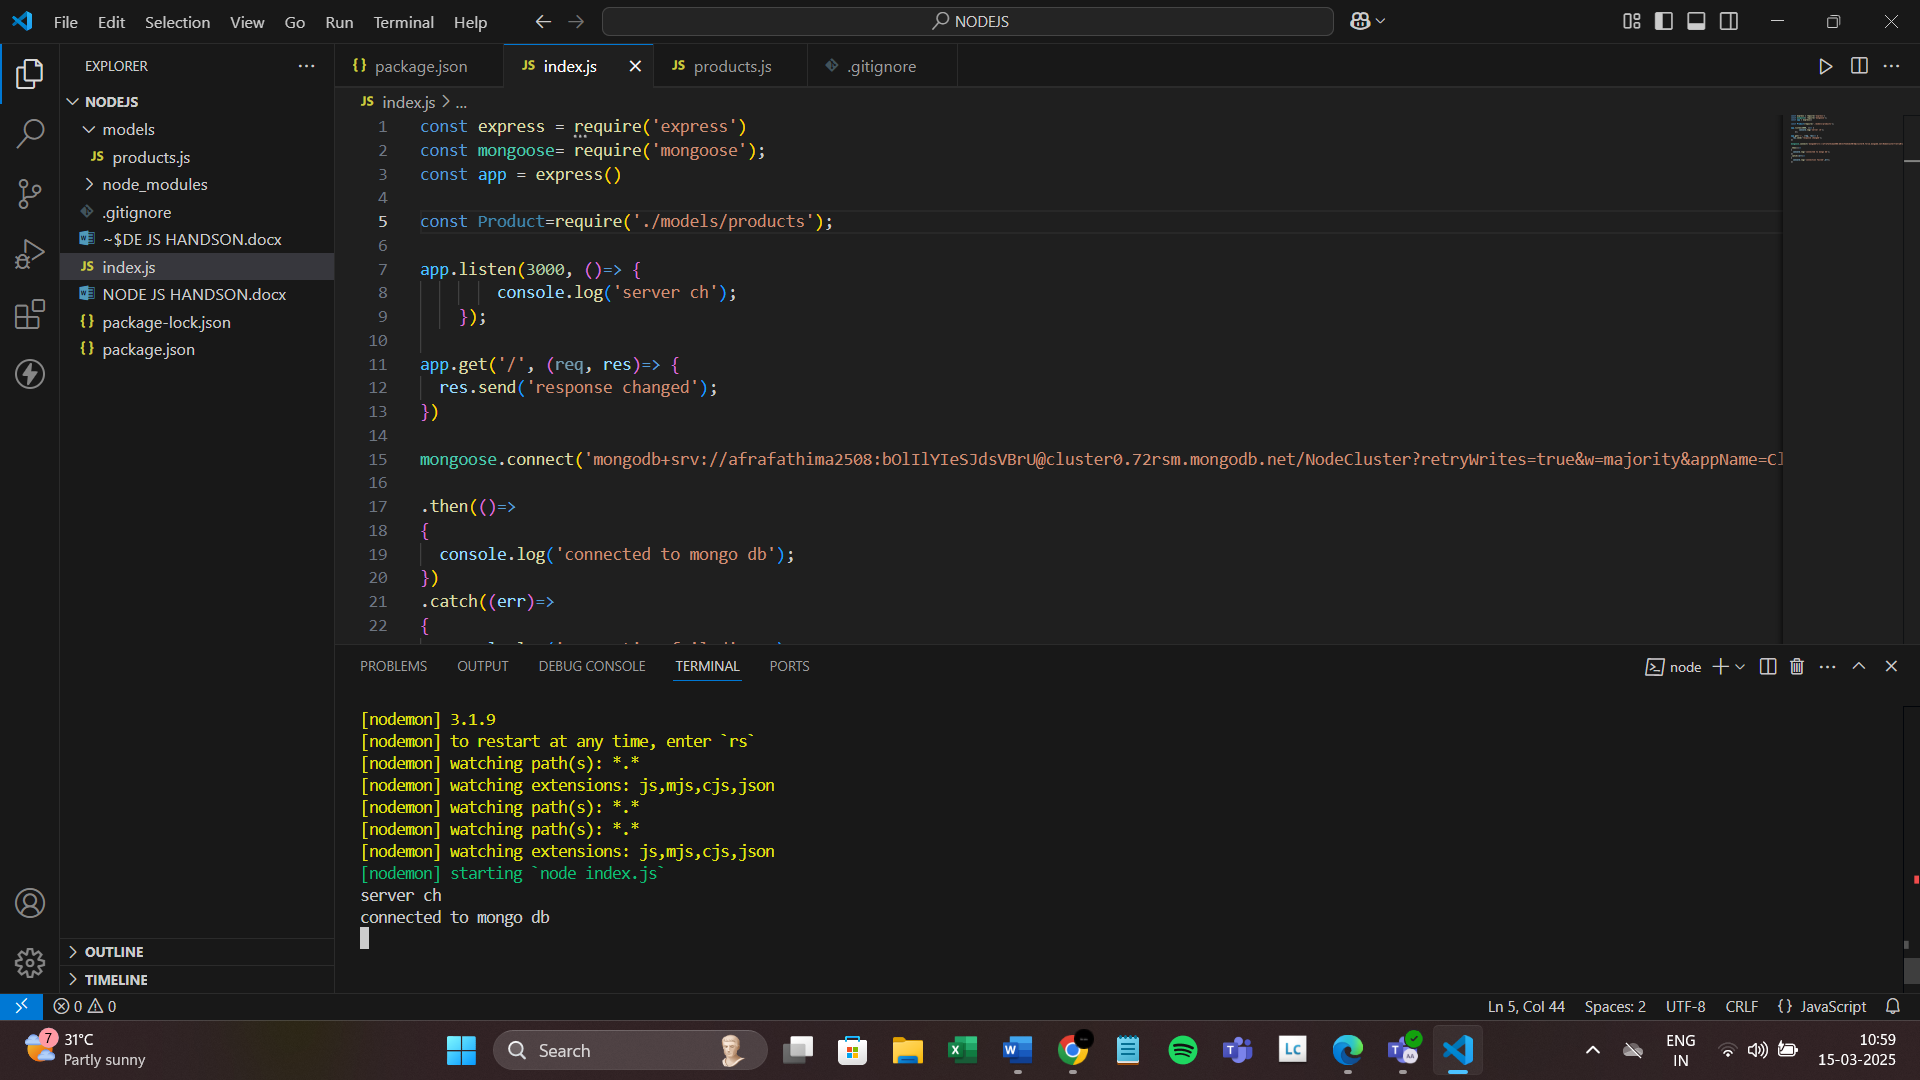 File Edit Selection View Go Run Terminal Help
NODEJS
EXPLORER
NODEJS
models
JS products.js
node_modules
.gitignore
~$DE JS HANDSON.docx
JS index.js
NODE JS HANDSON.docx
{} package-lock.json
{} package.json
OUTLINE
TIMELINE
{} package.json
JS index.js
JS products.js
.gitignore
JS index.js > ...
1 const express = require('express')
2 const mongoose= require('mongoose');
3 const app = express()
4
5 const Product=require('./models/products');
6
7 app.listen(3000, ()=> {
8 console.log('server ch');
9 });
10
11 app.get('/', (req, res)=> {
12 res.send('response changed');
13 })
14
15 mongoose.connect('mongodb+srv://afrafathima2508:bOlIlYIeSJdsVBrU@cluster0.72rsm.mongodb.net/NodeCluster?retryWrites=true&w=majority&appName=Cl
16
17 .then(()=>
18 {
19 console.log('connected to mongo db');
20 })
21 .catch((err)=>
22 {
PROBLEMS OUTPUT DEBUG CONSOLE TERMINAL PORTS
node
[nodemon] 3.1.9
[nodemon] to restart at any time, enter `rs`
[nodemon] watching path(s): *.*
[nodemon] watching extensions: js,mjs,cjs,json
[nodemon] watching path(s): *.*
[nodemon] watching path(s): *.*
[nodemon] watching extensions: js,mjs,cjs,json
[nodemon] starting `node index.js`
server ch
connected to mongo db
0 0
Ln 5, Col 44 Spaces: 2 UTF-8 CRLF {} JavaScript
7
31°C
Partly sunny
Search
Lc
ENG
IN
10:59
15-03-2025